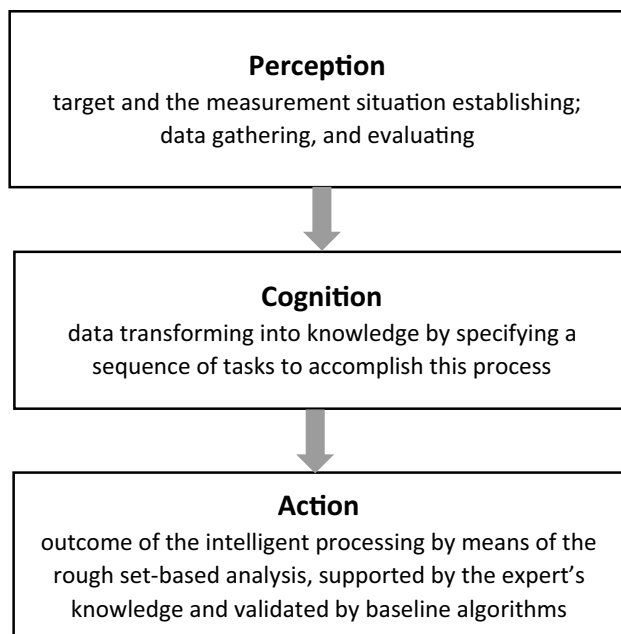 Perception
target and the measurement situation establishing;
data gathering, and evaluating
Cognition
data transforming into knowledge by specifying a
sequence of tasks to accomplish this process
Action
outcome of the intelligent processing by means of the
rough set-based analysis, supported by the expert’s
knowledge and validated by baseline algorithms